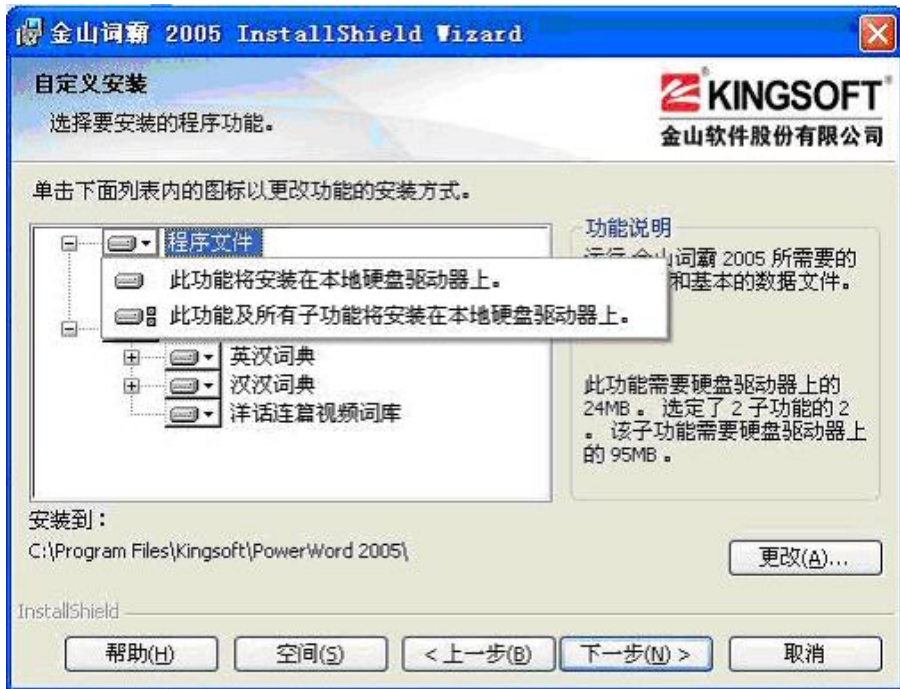 金山词霸 2005 InstallShield Wizard
自定义安装
选择要安装的程序功能。
KINGSOFT
金山软件股份有限公司
单击下面列表内的图标以更改功能的安装方式。
程序文件
此功能将安装在本地硬盘驱动器上。
此功能及所有子功能将安装在本地硬盘驱动器上。
英汉词典
汉汉词典
洋话连篇视频词库
功能说明
山词霸 2005 所需要的
和基本的数据文件。
此功能需要硬盘驱动器上的
24MB。 选定了 2 子功能的 2
。 该子功能需要硬盘驱动器上
的 95MB。
安装到：
C:\Program Files\Kingsoft\PowerWord 2005\
更改(A)...
InstallShield
帮助(H)
空间(S)
< 上一步(B)
下一步(N) >
取消